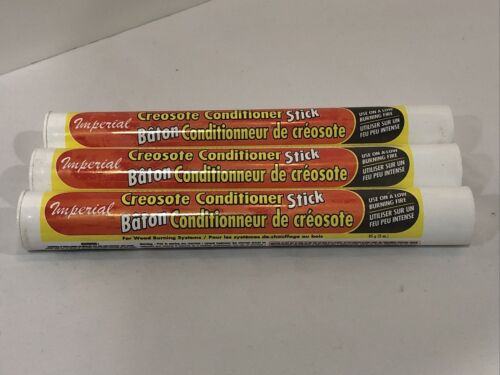 Imperial
Creosote Conditioner Stick
Bâton Conditionneur de créosote
USE ON A LOW
BURNING FIRE
UTILISER SUR UN
FEU PEU INTENSE
Imperial
Creosote Conditioner Stick
Bâton Conditionneur de créosote
USE ON A LOW
BURNING FIRE
UTILISER SUR UN
FEU PEU INTENSE
Imperial
Creosote Conditioner Stick
Bâton Conditionneur de créosote
USE ON A LOW
BURNING FIRE
UTILISER SUR UN
FEU PEU INTENSE
For Wood Burning Systems / Pour les systèmes de chauffage au bois